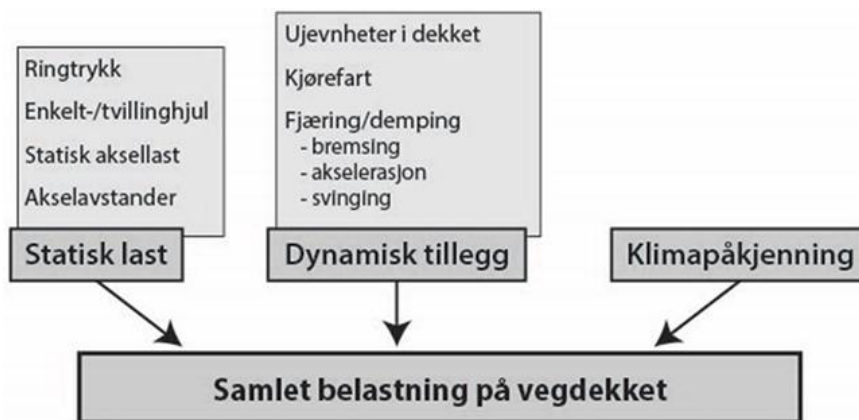 Ringtrykk
Enkelt-/tvillinghjul
Statisk aksellast
Akselavstander
Statisk last
Ujevnheter i dekket
Kjørefart
Fjæring/demping
- bremsing
- akselerasjon
- svinging
Dynamisk tillegg
Klimapåkjenning
Samlet belastning på vegdekket